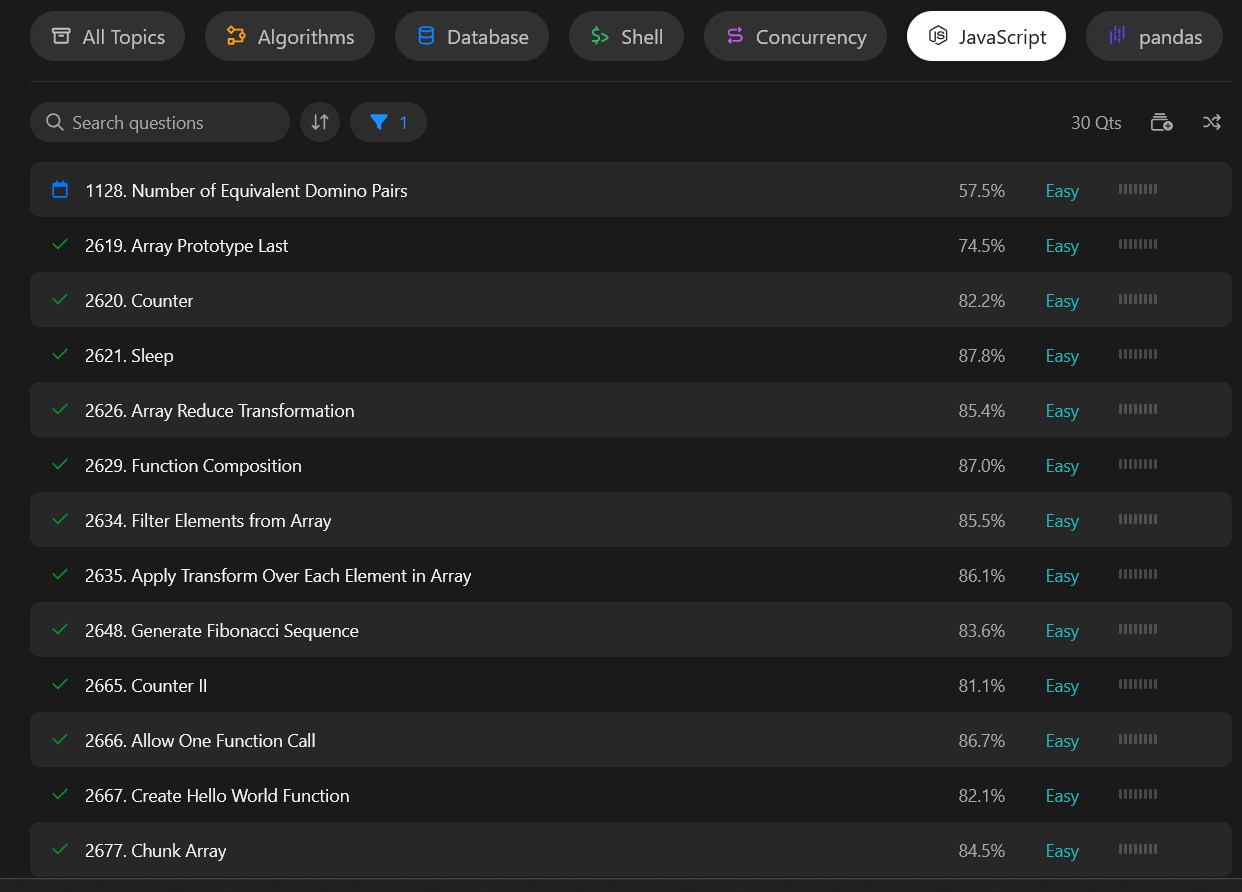 All Topics Algorithms Database $> Shell Concurrency JS JavaScript pandas
Search questions 1 30 Qts
1128. Number of Equivalent Domino Pairs 57.5% Easy
2619. Array Prototype Last 74.5% Easy
2620. Counter 82.2% Easy
2621. Sleep 87.8% Easy
2626. Array Reduce Transformation 85.4% Easy
2629. Function Composition 87.0% Easy
2634. Filter Elements from Array 85.5% Easy
2635. Apply Transform Over Each Element in Array 86.1% Easy
2648. Generate Fibonacci Sequence 83.6% Easy
2665. Counter II 81.1% Easy
2666. Allow One Function Call 86.7% Easy
2667. Create Hello World Function 82.1% Easy
2677. Chunk Array 84.5% Easy